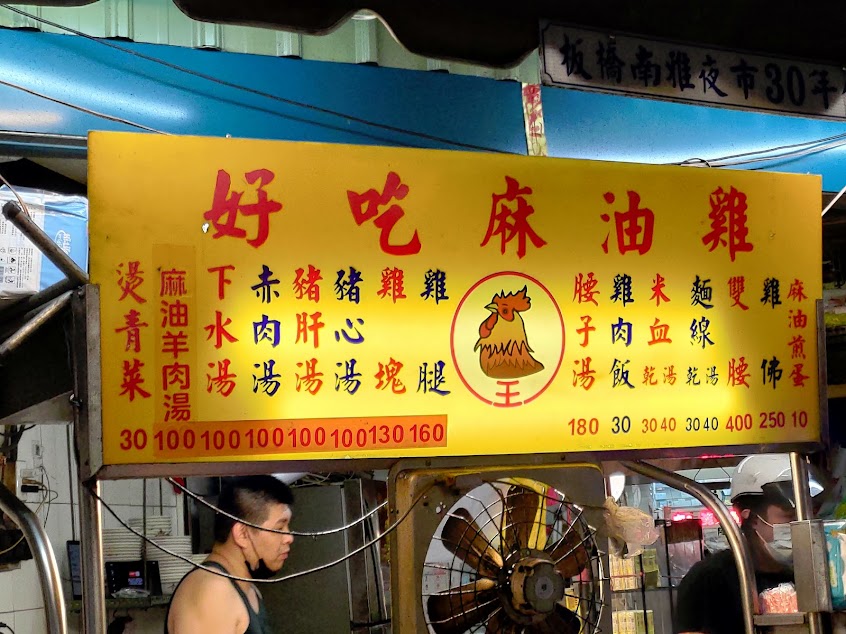 板橋南雅夜市30年
好吃麻油雞
燙青菜 30
麻油羊肉湯 100
下水湯 100
赤肉湯 100
豬肝湯 100
豬心湯 100
雞塊 130
雞腿 160
王
腰子湯 180
雞肉飯 30
米血 乾湯 30 40
麵線 乾湯 30 40
雙腰 400
雞佛 250
麻油煎蛋 10